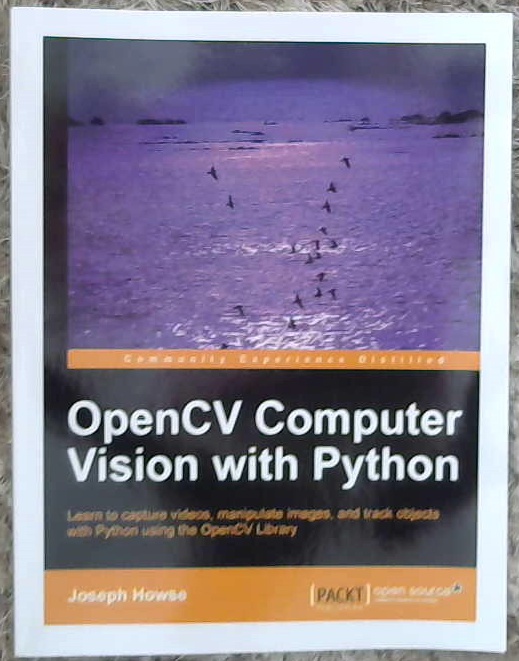 Community Experience Distilled
OpenCV Computer
Vision with Python
Learn to capture videos, manipulate images, and track objects
with Python using the OpenCV Library
Joseph Howse
[PACKT] open source